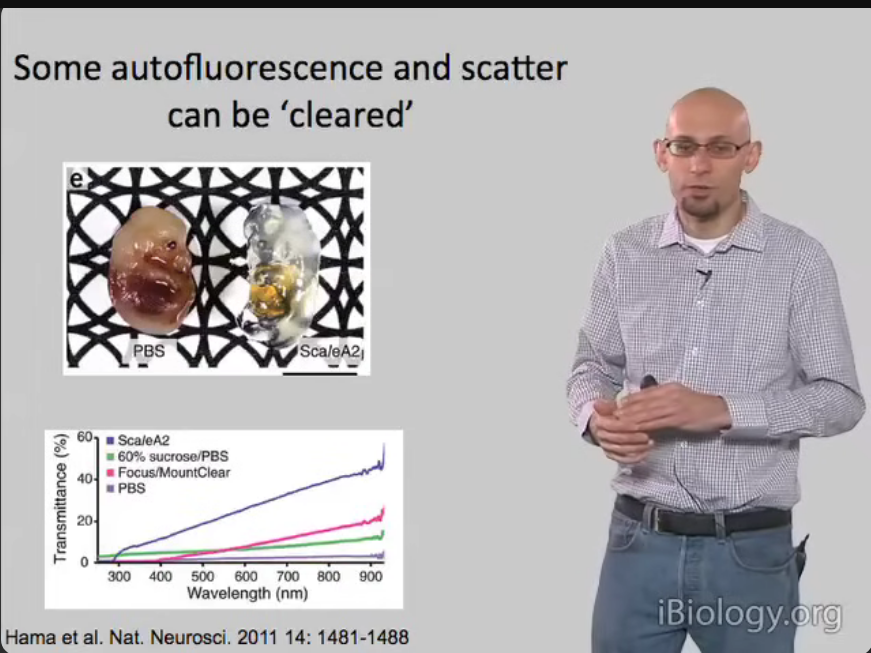 Some autofluorescence and scatter
can be ‘cleared’
e
PBS
Sca/eA2
Transmittance (%)
60
40
20
0
Sca/eA2
60% sucrose/PBS
Focus/MountClear
PBS
300 400 500 600 700 800 900
Wavelength (nm)
Hama et al. Nat. Neurosci. 2011 14: 1481-1488
iBiology.org